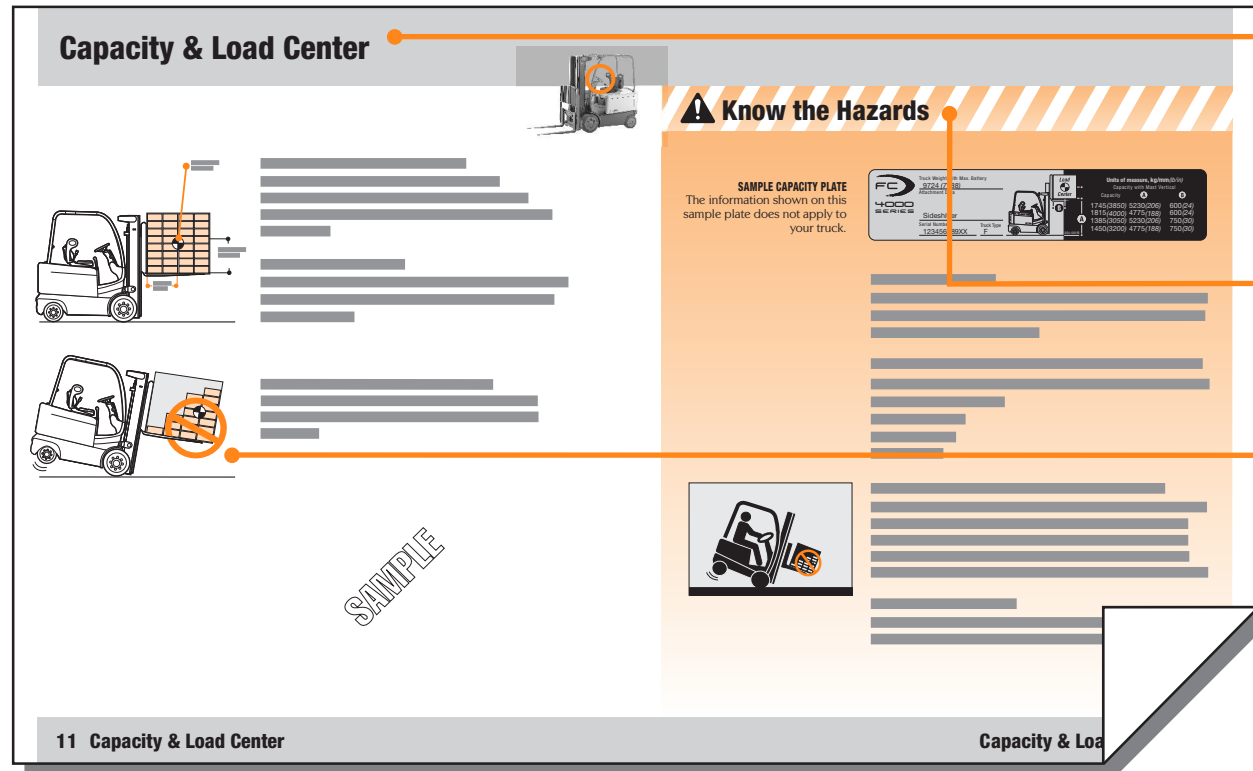 Capacity & Load Center
Know the Hazards
SAMPLE CAPACITY PLATE
The information shown on this
sample plate does not apply to
your truck.
FC
4000
SERIES
Truck Weight Max. Battery
9724
Attachment
Serial Number Truck Type
F
Load
Center
B
A
Units of measure, kg/mm(lb/in)
Capacity with Mast Vertical
Capacity A B
1745(3850) 5230(206) 600(24)
1815(4000) 4775(188) 600(24)
1385(3050) 5230(206) 750(30)
1450(3200) 4775(188) 750(30)
SAMPLE
11 Capacity & Load Center
Capacity &